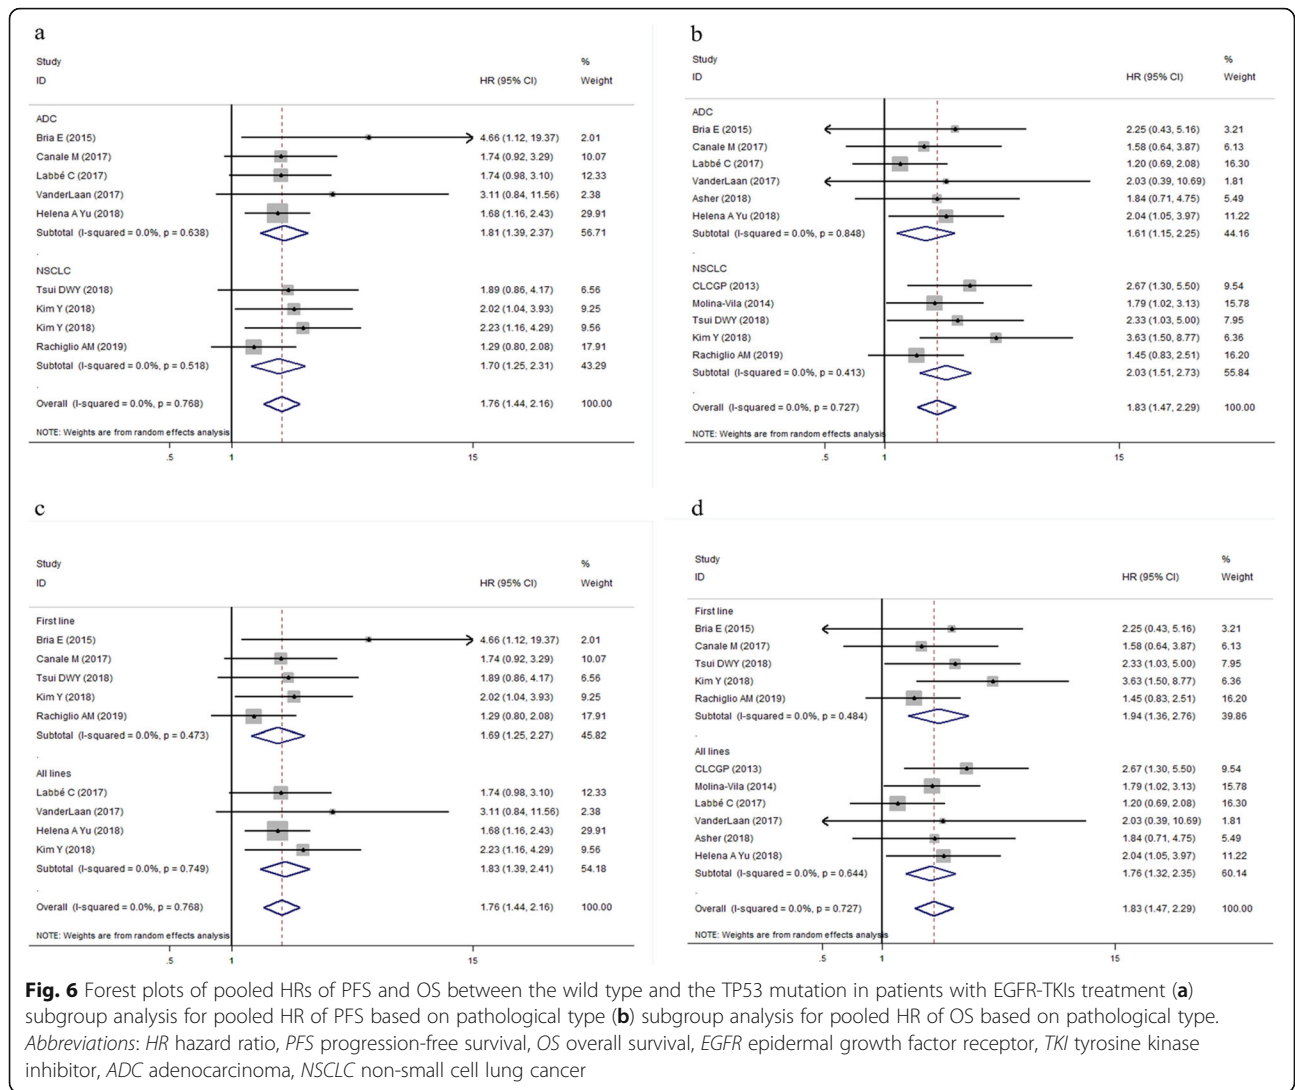 a
Study %
ID HR (95% CI) Weight
ADC
Bria E (2015) 4.66 (1.12, 19.37) 2.01
Canale M (2017) 1.74 (0.92, 3.29) 10.07
Labbé C (2017) 1.74 (0.98, 3.10) 12.33
VanderLaan (2017) 3.11 (0.84, 11.56) 2.38
Helena A Yu (2018) 1.68 (1.16, 2.43) 29.91
Subtotal (I-squared = 0.0%, p = 0.638) 1.81 (1.39, 2.37) 56.71
.
NSCLC
Tsui DWY (2018) 1.89 (0.86, 4.17) 6.56
Kim Y (2018) 2.02 (1.04, 3.93) 9.25
Kim Y (2018) 2.23 (1.16, 4.29) 9.56
Rachiglio AM (2019) 1.29 (0.80, 2.08) 17.91
Subtotal (I-squared = 0.0%, p = 0.518) 1.70 (1.25, 2.31) 43.29
.
Overall (I-squared = 0.0%, p = 0.768) 1.76 (1.44, 2.16) 100.00
NOTE: Weights are from random effects analysis
.5 1 15
b
Study %
ID HR (95% CI) Weight
ADC
Bria E (2015) 2.25 (0.43, 5.16) 3.21
Canale M (2017) 1.58 (0.64, 3.87) 6.13
Labbé C (2017) 1.20 (0.69, 2.08) 16.30
VanderLaan (2017) 2.03 (0.39, 10.69) 1.81
Asher (2018) 1.84 (0.71, 4.75) 5.49
Helena A Yu (2018) 2.04 (1.05, 3.97) 11.22
Subtotal (I-squared = 0.0%, p = 0.848) 1.61 (1.15, 2.25) 44.16
.
NSCLC
CLCGP (2013) 2.67 (1.30, 5.50) 9.54
Molina-Vila (2014) 1.79 (1.02, 3.13) 15.78
Tsui DWY (2018) 2.33 (1.03, 5.00) 7.95
Kim Y (2018) 3.63 (1.50, 8.77) 6.36
Rachiglio AM (2019) 1.45 (0.83, 2.51) 16.20
Subtotal (I-squared = 0.0%, p = 0.413) 2.03 (1.51, 2.73) 55.84
.
Overall (I-squared = 0.0%, p = 0.727) 1.83 (1.47, 2.29) 100.00
NOTE: Weights are from random effects analysis
.5 1 15
c
Study %
ID HR (95% CI) Weight
First line
Bria E (2015) 4.66 (1.12, 19.37) 2.01
Canale M (2017) 1.74 (0.92, 3.29) 10.07
Tsui DWY (2018) 1.89 (0.86, 4.17) 6.56
Kim Y (2018) 2.02 (1.04, 3.93) 9.25
Rachiglio AM (2019) 1.29 (0.80, 2.08) 17.91
Subtotal (I-squared = 0.0%, p = 0.473) 1.69 (1.25, 2.27) 45.82
.
All lines
Labbé C (2017) 1.74 (0.98, 3.10) 12.33
VanderLaan (2017) 3.11 (0.84, 11.56) 2.38
Helena A Yu (2018) 1.68 (1.16, 2.43) 29.91
Kim Y (2018) 2.23 (1.16, 4.29) 9.56
Subtotal (I-squared = 0.0%, p = 0.749) 1.83 (1.39, 2.41) 54.18
.
Overall (I-squared = 0.0%, p = 0.768) 1.76 (1.44, 2.16) 100.00
NOTE: Weights are from random effects analysis
.5 1 15
d
Study %
ID HR (95% CI) Weight
First line
Bria E (2015) 2.25 (0.43, 5.16) 3.21
Canale M (2017) 1.58 (0.64, 3.87) 6.13
Tsui DWY (2018) 2.33 (1.03, 5.00) 7.95
Kim Y (2018) 3.63 (1.50, 8.77) 6.36
Rachiglio AM (2019) 1.45 (0.83, 2.51) 16.20
Subtotal (I-squared = 0.0%, p = 0.484) 1.94 (1.36, 2.76) 39.86
.
All lines
CLCGP (2013) 2.67 (1.30, 5.50) 9.54
Molina-Vila (2014) 1.79 (1.02, 3.13) 15.78
Labbé C (2017) 1.20 (0.69, 2.08) 16.30
VanderLaan (2017) 2.03 (0.39, 10.69) 1.81
Asher (2018) 1.84 (0.71, 4.75) 5.49
Helena A Yu (2018) 2.04 (1.05, 3.97) 11.22
Subtotal (I-squared = 0.0%, p = 0.644) 1.76 (1.32, 2.35) 60.14
.
Overall (I-squared = 0.0%, p = 0.727) 1.83 (1.47, 2.29) 100.00
NOTE: Weights are from random effects analysis
.5 1 15
Fig. 6 Forest plots of pooled HRs of PFS and OS between the wild type and the TP53 mutation in patients with EGFR-TKIs treatment (a)
subgroup analysis for pooled HR of PFS based on pathological type (b) subgroup analysis for pooled HR of OS based on pathological type.
Abbreviations: HR hazard ratio, PFS progression-free survival, OS overall survival, EGFR epidermal growth factor receptor, TKI tyrosine kinase
inhibitor, ADC adenocarcinoma, NSCLC non-small cell lung cancer